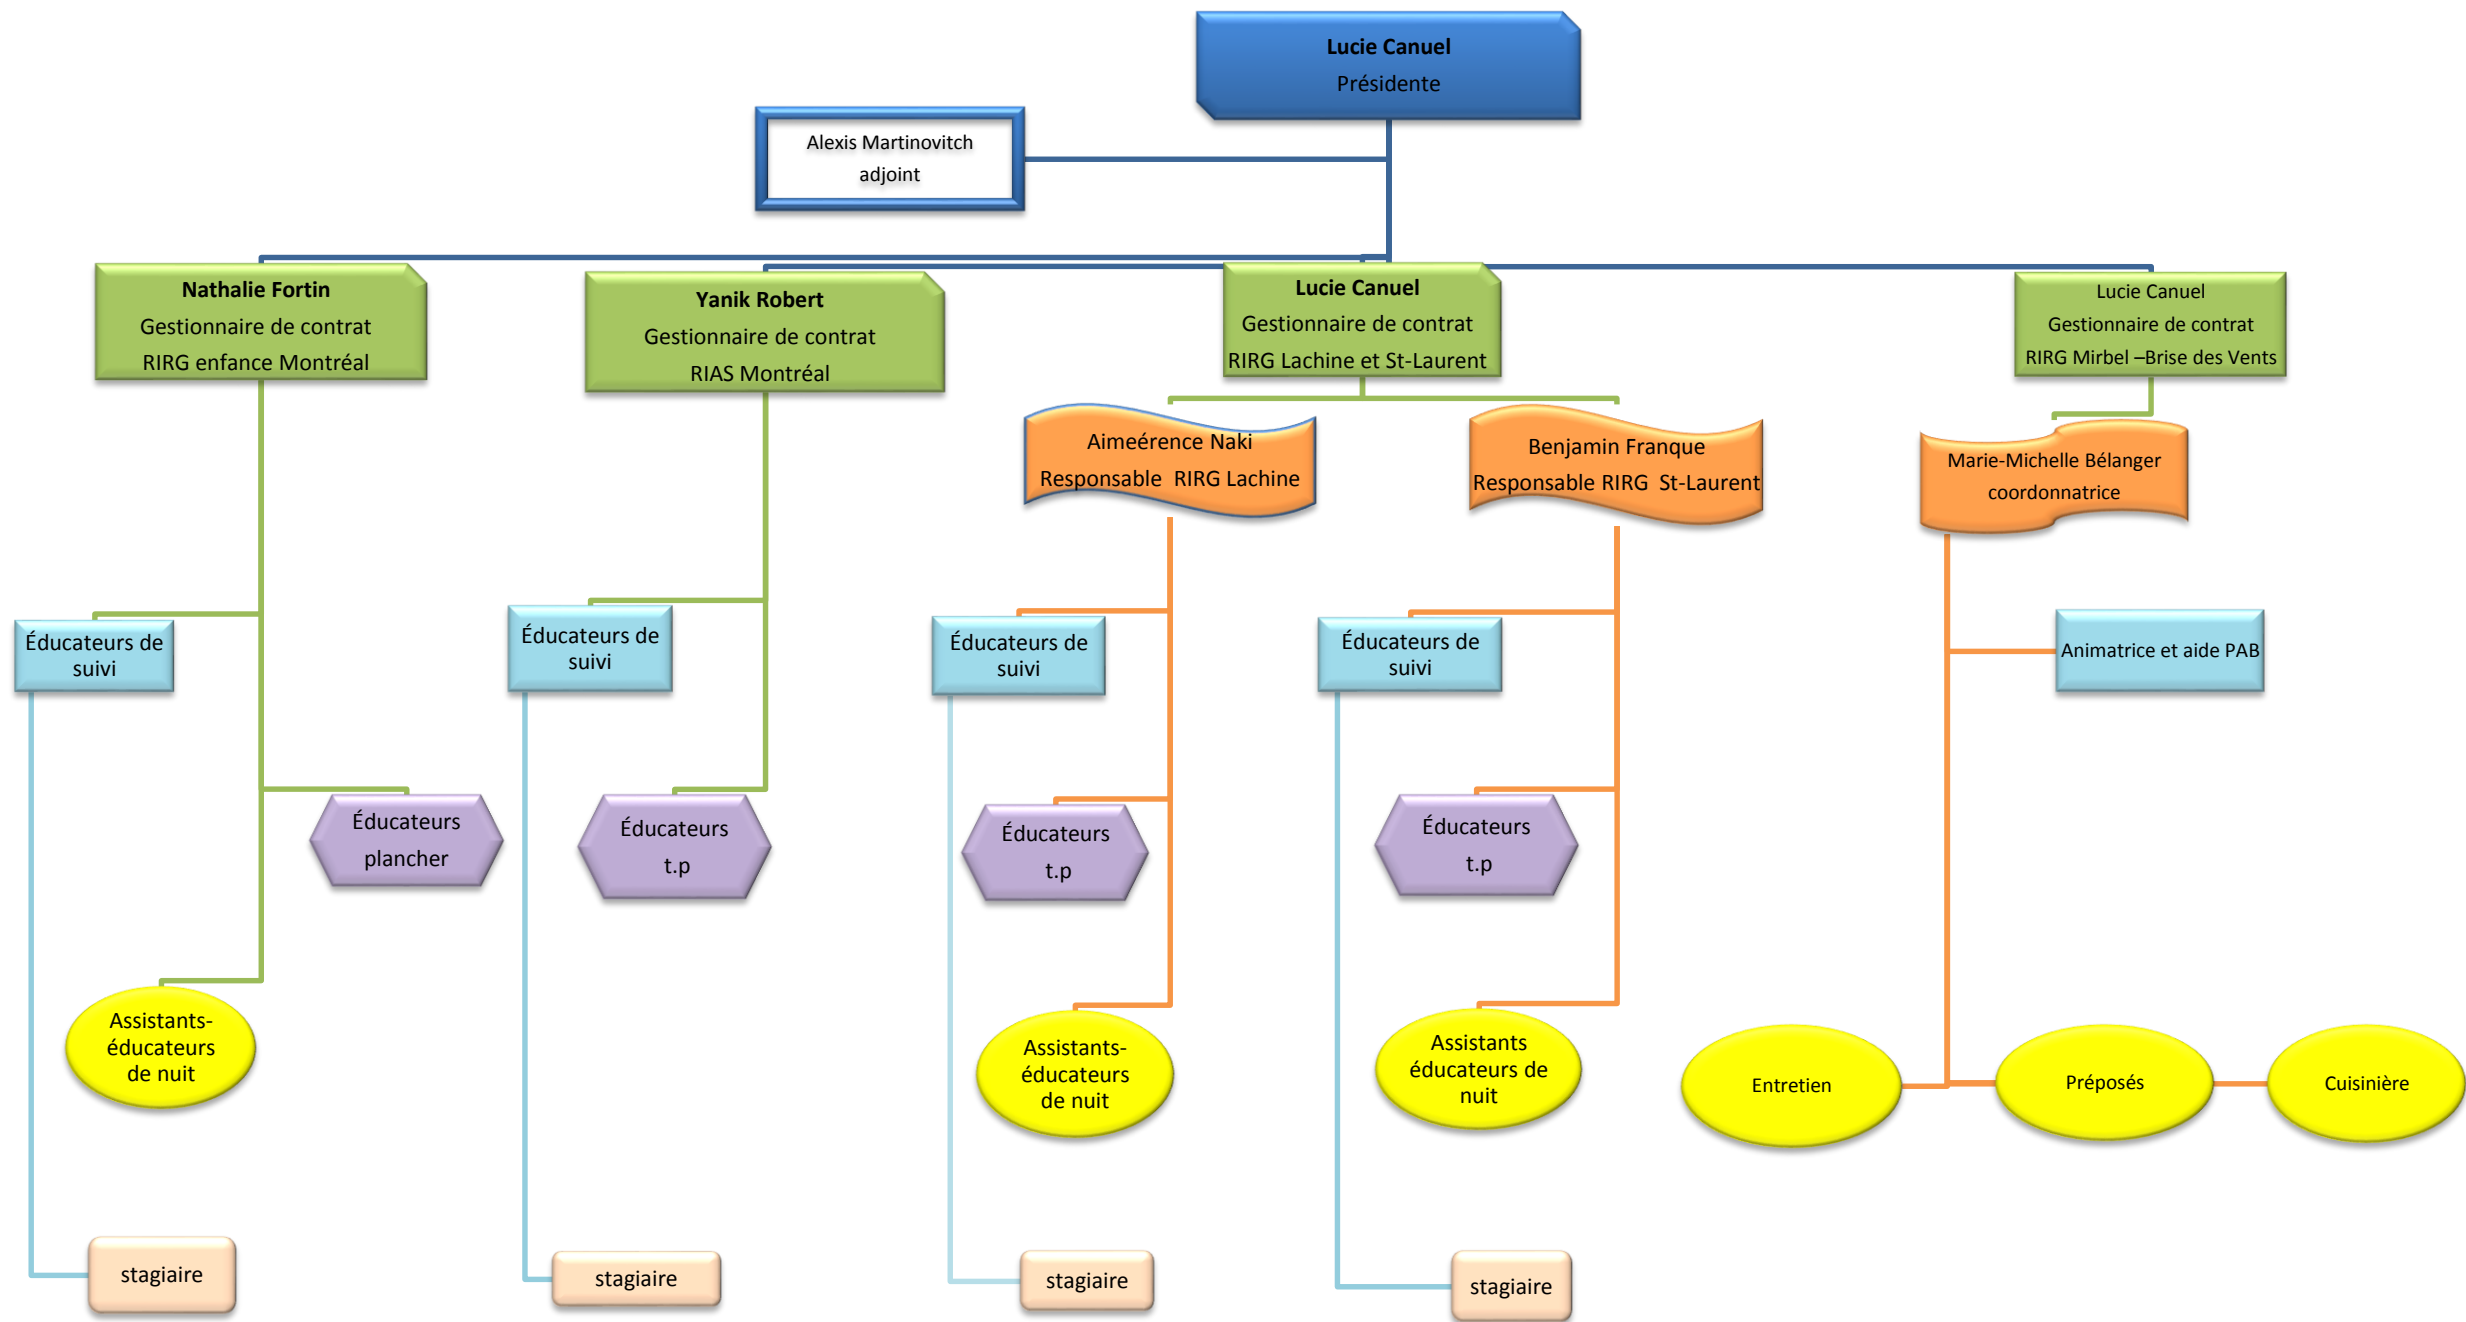 Lucie Canuel
Présidente
Alexis Martinovitch
adjoint
Nathalie Fortin
Gestionnaire de contrat
RIRG enfance Montréal
Yanik Robert
Gestionnaire de contrat
RIAS Montréal
Lucie Canuel
Gestionnaire de contrat
RIRG Lachine et St-Laurent
Lucie Canuel
Gestionnaire de contrat
RIRG Mirbel –Brise des Vents
Aimeérence Naki
Responsable  RIRG Lachine
Benjamin Franque
Responsable RIRG  St-Laurent
Marie-Michelle Bélanger
coordonnatrice
Éducateurs de
suivi
Éducateurs de
suivi
Éducateurs de
suivi
Éducateurs de
suivi
Animatrice et aide PAB
Éducateurs
plancher
Éducateurs
t.p
Éducateurs
t.p
Éducateurs
t.p
Assistants-
éducateurs
de nuit
Assistants-
éducateurs
de nuit
Assistants
éducateurs de
nuit
Entretien
Préposés
Cuisinière
stagiaire
stagiaire
stagiaire
stagiaire